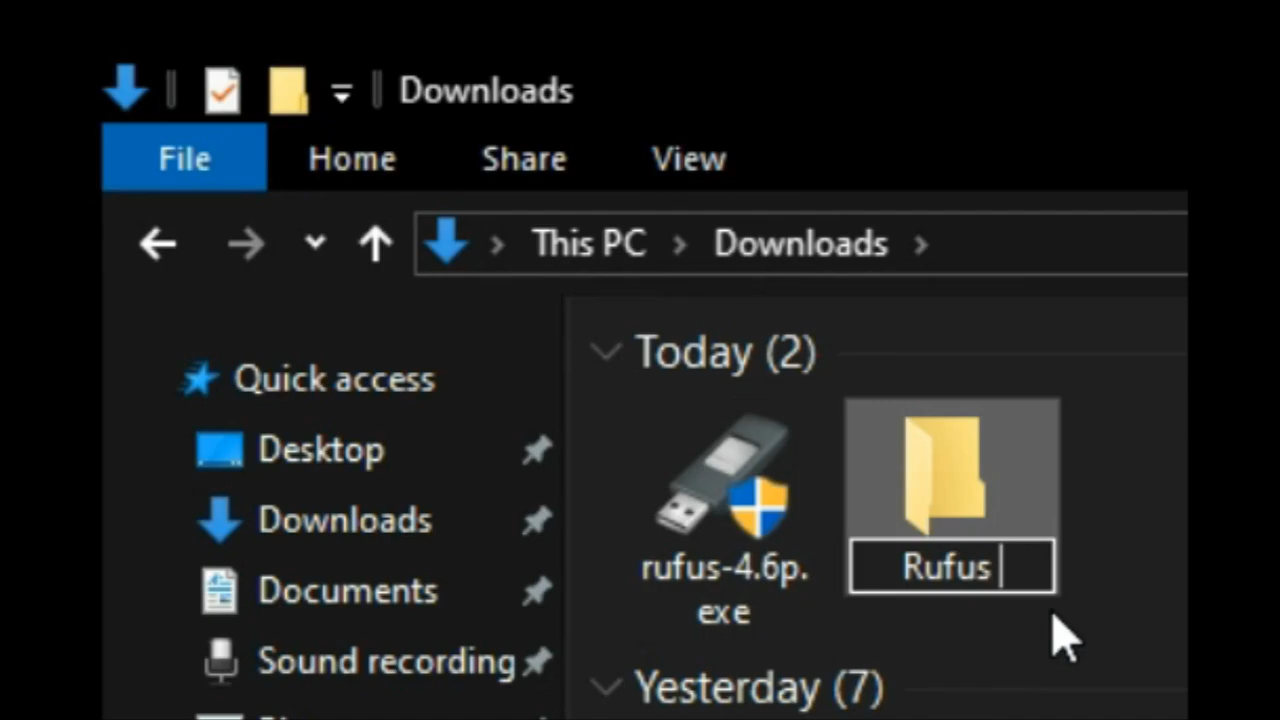 Downloads
File Home Share View
This PC > Downloads >
Quick access
Desktop
Downloads
Documents
Sound recording
Today (2)
rufus-4.6p.
exe
Rufus
Yesterday (7)